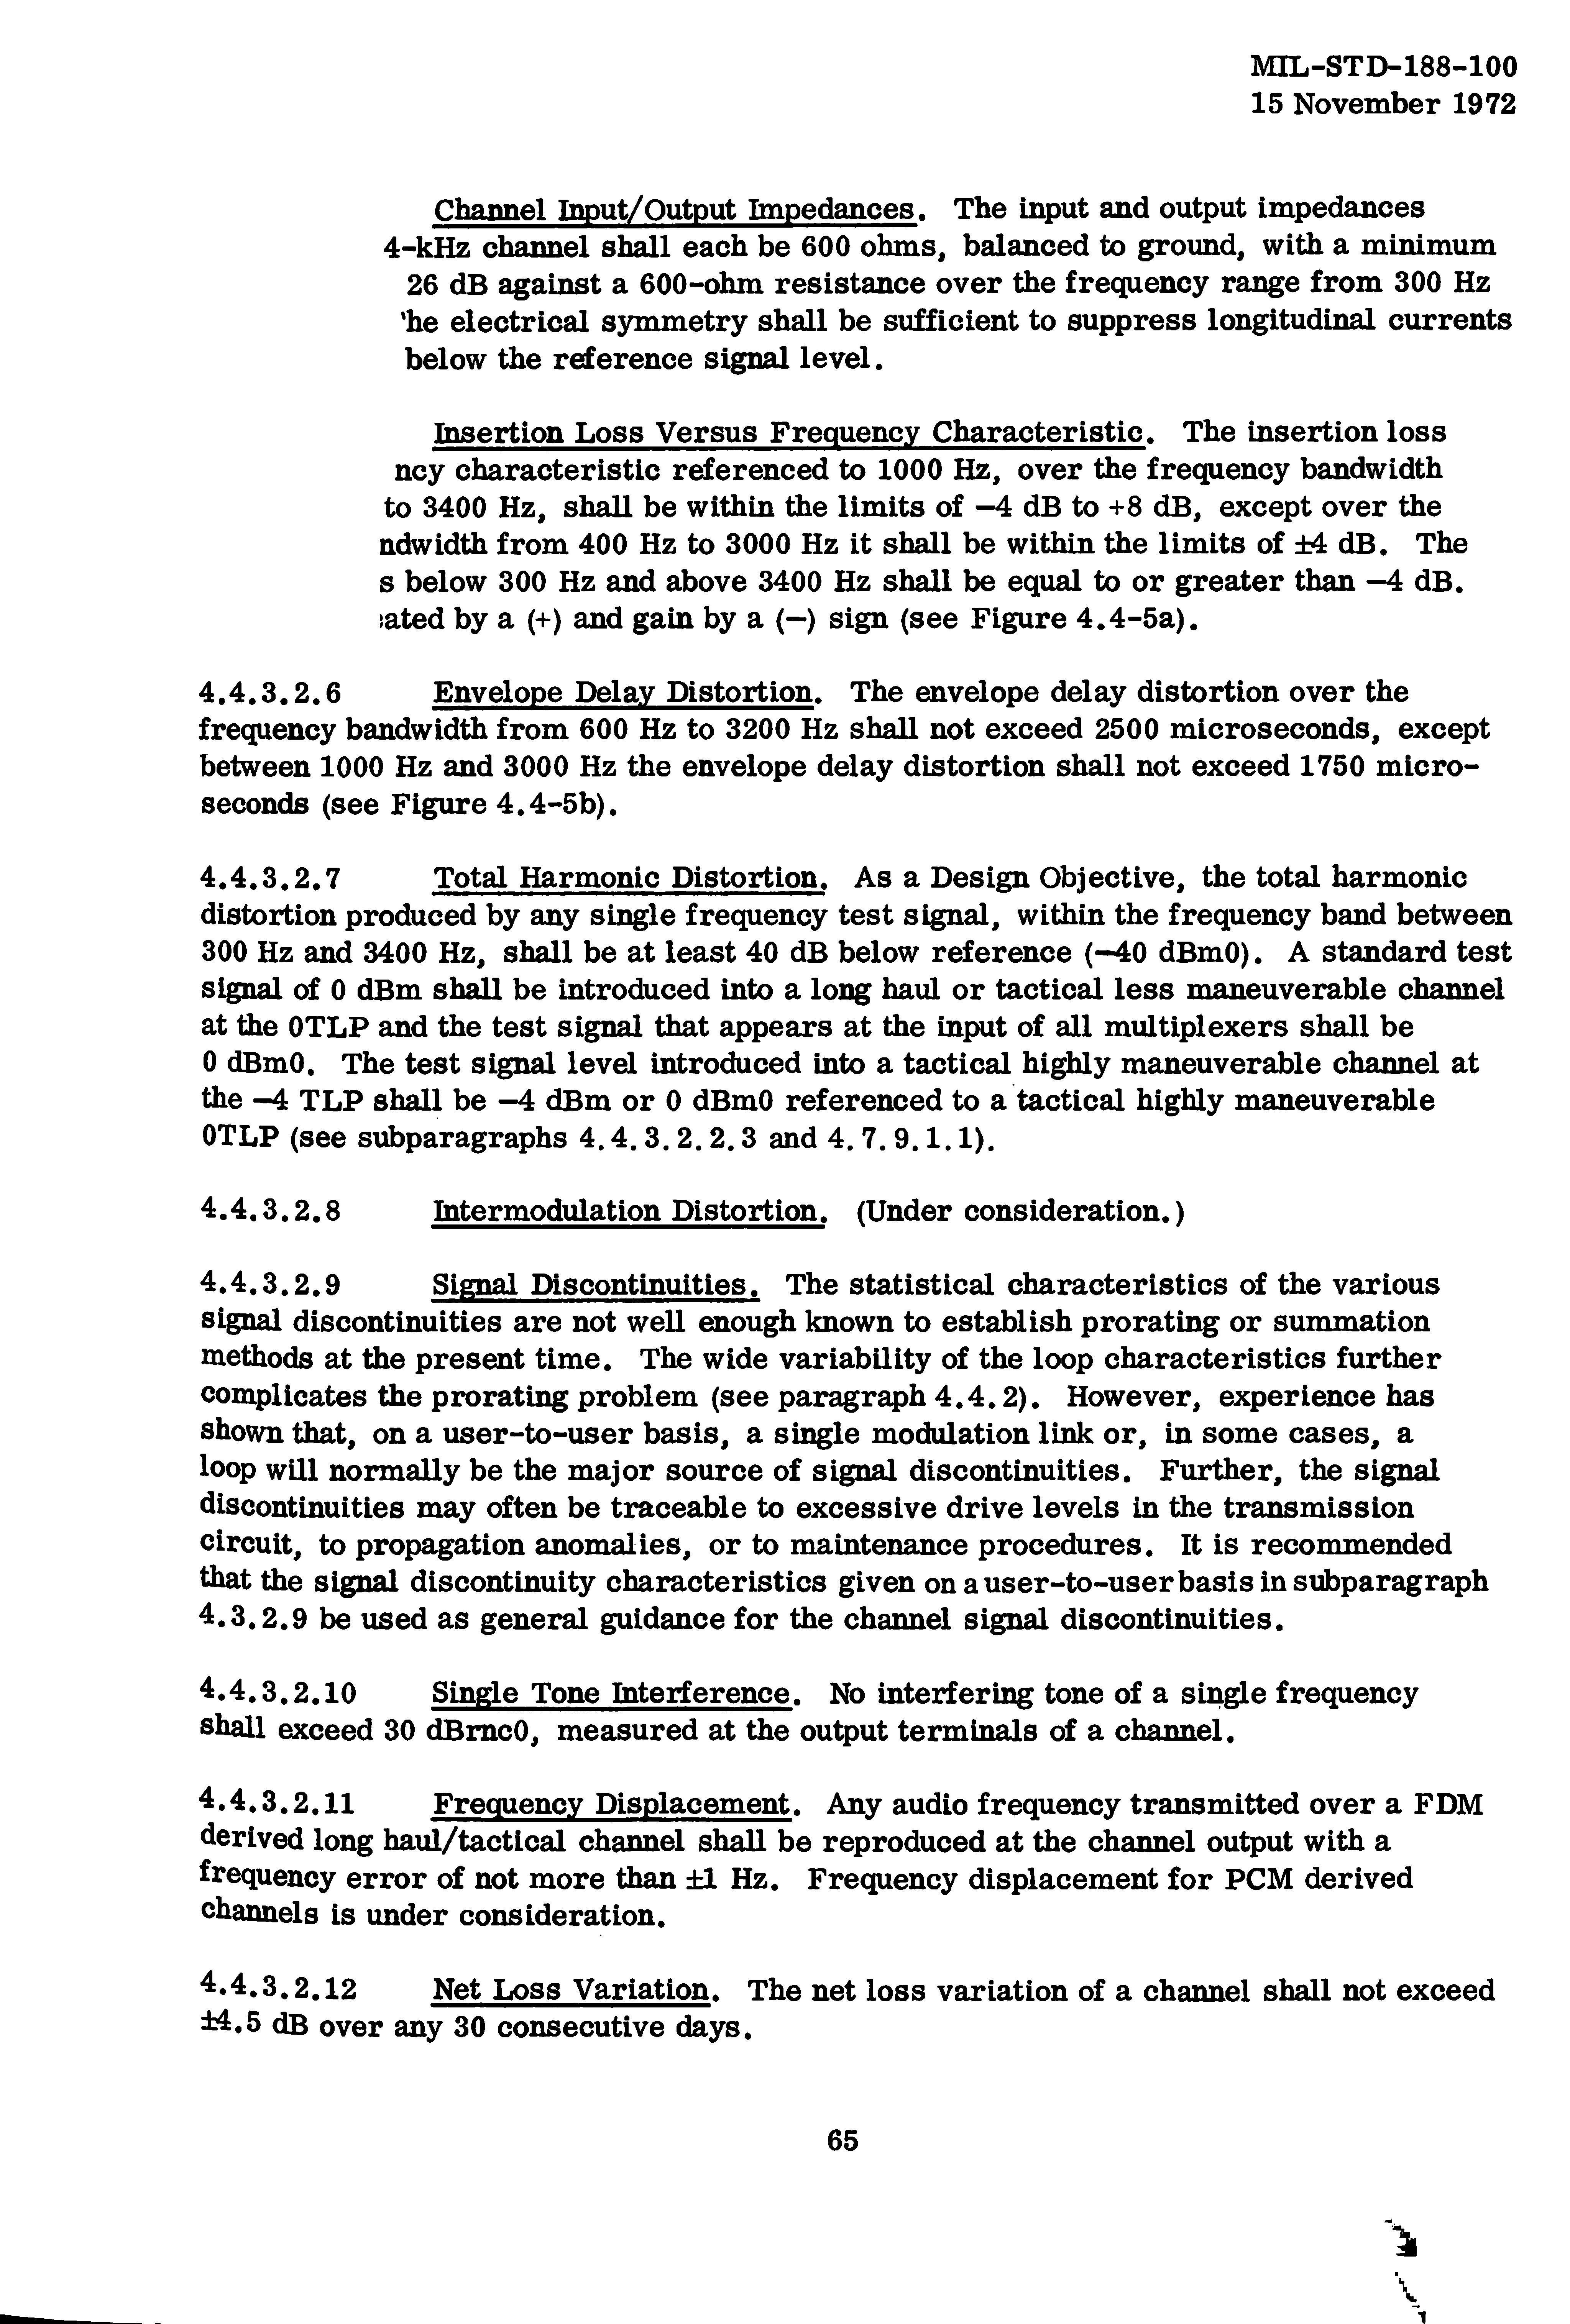 MIL-STD-188-100
15 November 1972
Channel Input/Output Impedances. The input and output impedances
4-kHz channel shall each be 600 ohms, balanced to ground, with a minimum
26 dB against a 600-ohm resistance over the frequency range from 300 Hz
'he electrical symmetry shall be sufficient to suppress longitudinal currents
below the reference signal level.
Insertion Loss Versus Frequency Characteristic. The insertion loss
ncy characteristic referenced to 1000 Hz, over the frequency bandwidth
to 3400 Hz, shall be within the limits of —4 dB to +8 dB, except over the
ndwidth from 400 Hz to 3000 Hz it shall be within the limits of ±4 dB. The
s below 300 Hz and above 3400 Hz shall be equal to or greater than —4 dB.
ated by a (+) and gain by a (—) sign (see Figure 4.4-5a).
4.4.3.2.6 Envelope Delay Distortion. The envelope delay distortion over the
frequency bandwidth from 600 Hz to 3200 Hz shall not exceed 2500 microseconds, except
between 1000 Hz and 3000 Hz the envelope delay distortion shall not exceed 1750 micro-
seconds (see Figure 4.4-5b).
4.4.3.2.7 Total Harmonic Distortion. As a Design Objective, the total harmonic
distortion produced by any single frequency test signal, within the frequency band between
300 Hz and 3400 Hz, shall be at least 40 dB below reference (—40 dBm0). A standard test
signal of 0 dBm shall be introduced into a long haul or tactical less maneuverable channel
at the 0TLP and the test signal that appears at the input of all multiplexers shall be
0 dBm0. The test signal level introduced into a tactical highly maneuverable channel at
the —4 TLP shall be —4 dBm or 0 dBm0 referenced to a tactical highly maneuverable
0TLP (see subparagraphs 4.4.3.2.2.3 and 4.7.9.1.1).
4.4.3.2.8 Intermodulation Distortion. (Under consideration.)
4.4.3.2.9 Signal Discontinuities. The statistical characteristics of the various
signal discontinuities are not well enough known to establish prorating or summation
methods at the present time. The wide variability of the loop characteristics further
complicates the prorating problem (see paragraph 4.4.2). However, experience has
shown that, on a user-to-user basis, a single modulation link or, in some cases, a
loop will normally be the major source of signal discontinuities. Further, the signal
discontinuities may often be traceable to excessive drive levels in the transmission
circuit, to propagation anomalies, or to maintenance procedures. It is recommended
that the signal discontinuity characteristics given on a user-to-user basis in subparagraph
4.3.2.9 be used as general guidance for the channel signal discontinuities.
4.4.3.2.10 Single Tone Interference. No interfering tone of a single frequency
shall exceed 30 dBrnc0, measured at the output terminals of a channel.
4.4.3.2.11 Frequency Displacement. Any audio frequency transmitted over a FDM
derived long haul/tactical channel shall be reproduced at the channel output with a
frequency error of not more than ±1 Hz. Frequency displacement for PCM derived
channels is under consideration.
4.4.3.2.12 Net Loss Variation. The net loss variation of a channel shall not exceed
±4.5 dB over any 30 consecutive days.
65